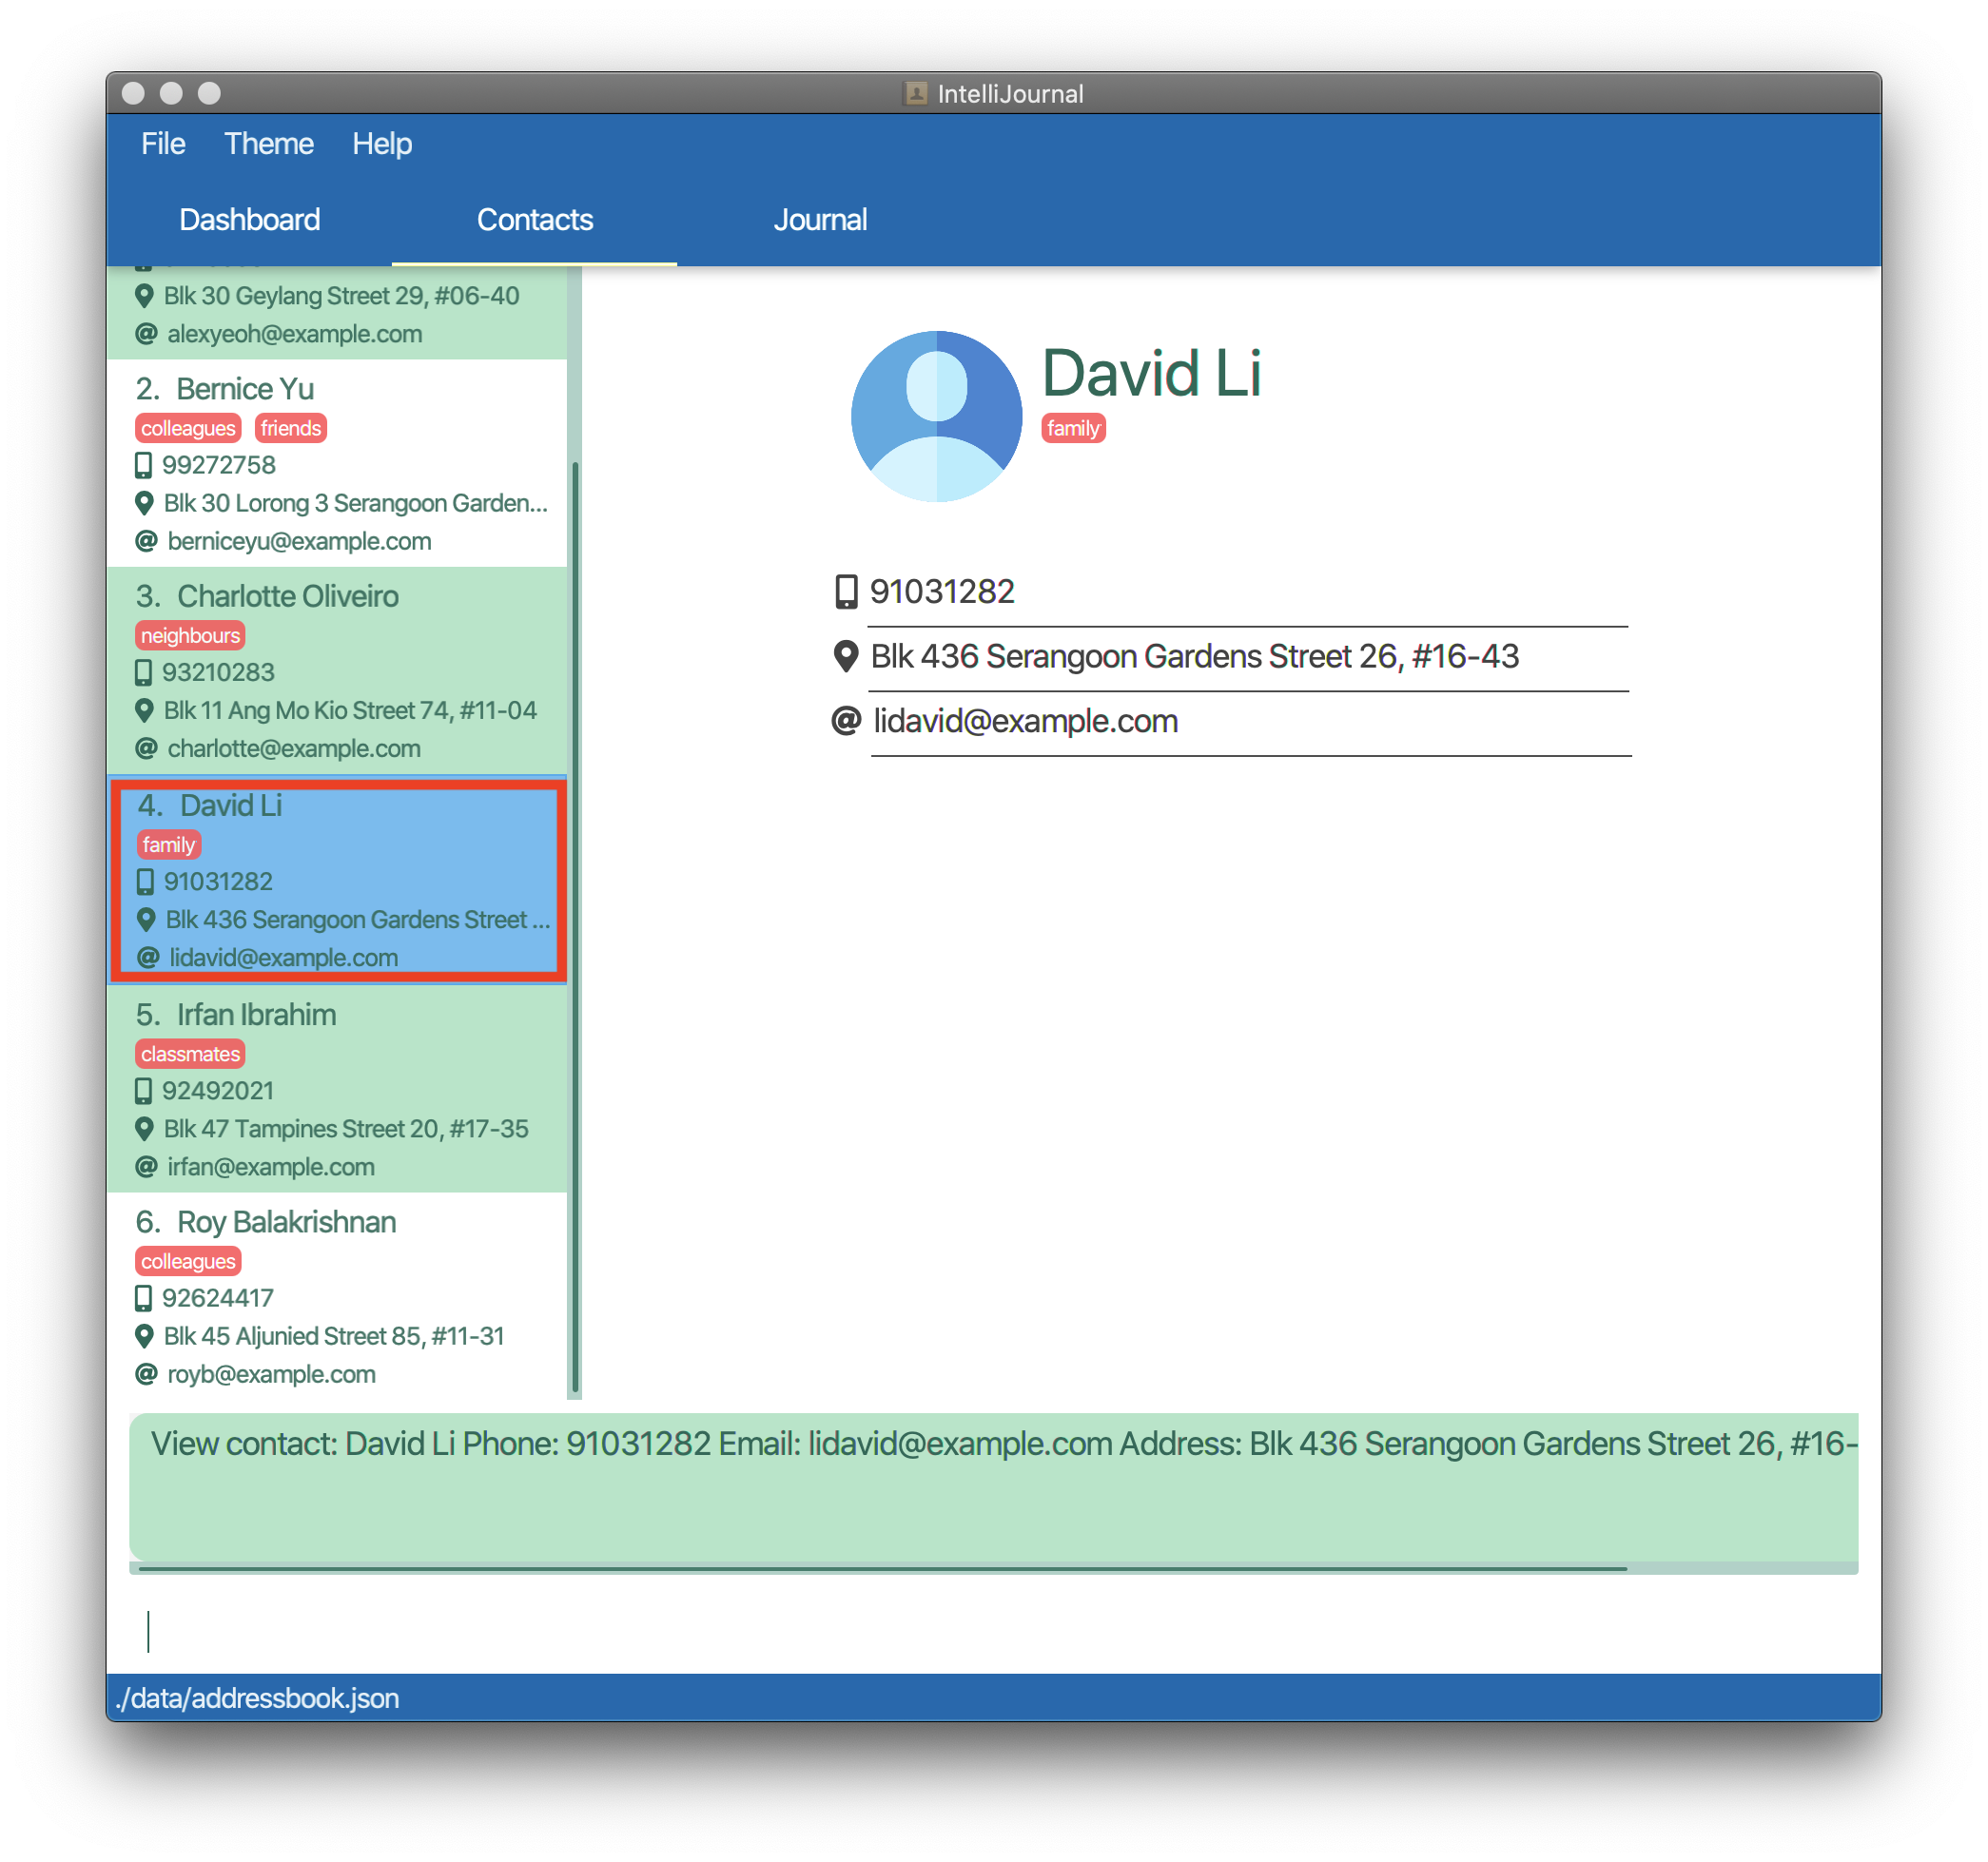 IntelliJournal
File Theme Help
Dashboard Contacts Journal
Blk 30 Geylang Street 29, #06-40
alexyeoh@example.com
2. Bernice Yu
colleagues friends
99272758
Blk 30 Lorong 3 Serangoon Garden...
berniceyu@example.com
3. Charlotte Oliveiro
neighbours
93210283
Blk 11 Ang Mo Kio Street 74, #11-04
charlotte@example.com
4. David Li
family
91031282
Blk 436 Serangoon Gardens Street ...
lidavid@example.com
5. Irfan Ibrahim
classmates
92492021
Blk 47 Tampines Street 20, #17-35
irfan@example.com
6. Roy Balakrishnan
colleagues
92624417
Blk 45 Aljunied Street 85, #11-31
royb@example.com
David Li
family
91031282
Blk 436 Serangoon Gardens Street 26, #16-43
lidavid@example.com
View contact: David Li Phone: 91031282 Email: lidavid@example.com Address: Blk 436 Serangoon Gardens Street 26, #16-
./data/addressbook.json